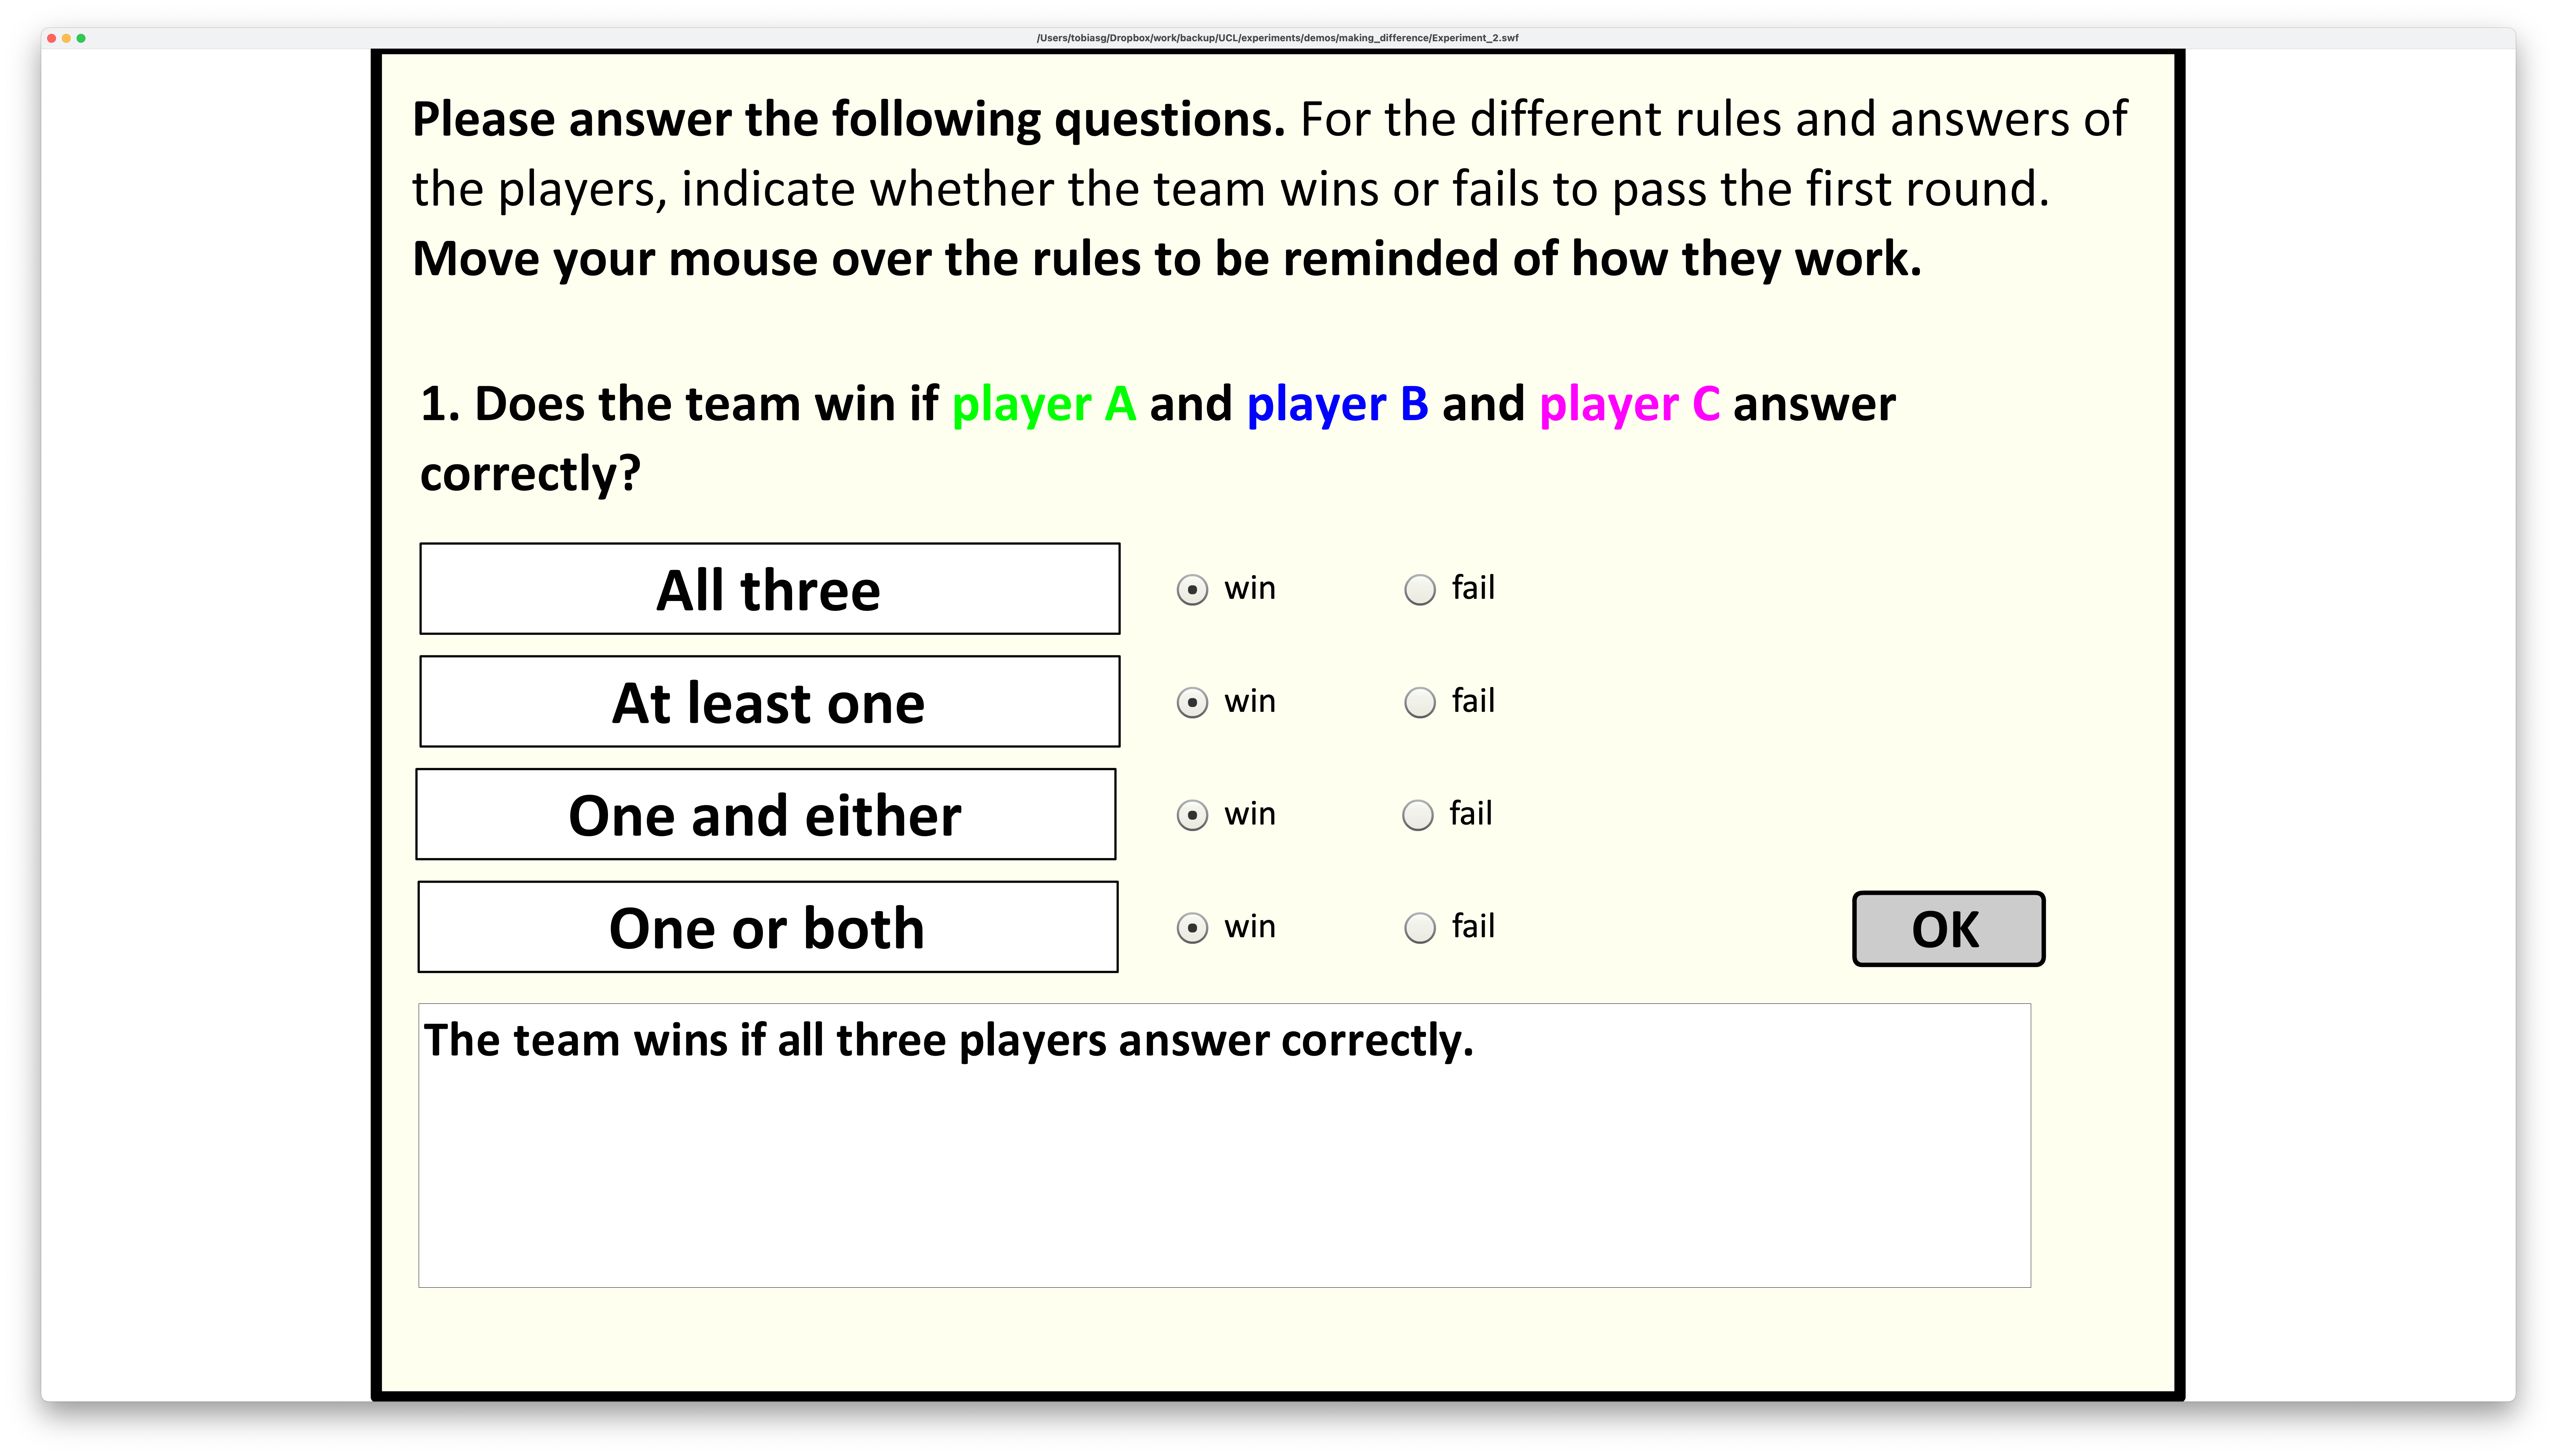 /Users/tobiasg/Dropbox/work/backup/UCL/experiments/demos/making_difference/Experiment_2.swf
Please answer the following questions. For the different rules and answers of
the players, indicate whether the team wins or fails to pass the first round.
Move your mouse over the rules to be reminded of how they work.
1. Does the team win if player A and player B and player C answer
correctly?
All three win fail
At least one win fail
One and either win fail
One or both win fail
OK
The team wins if all three players answer correctly.